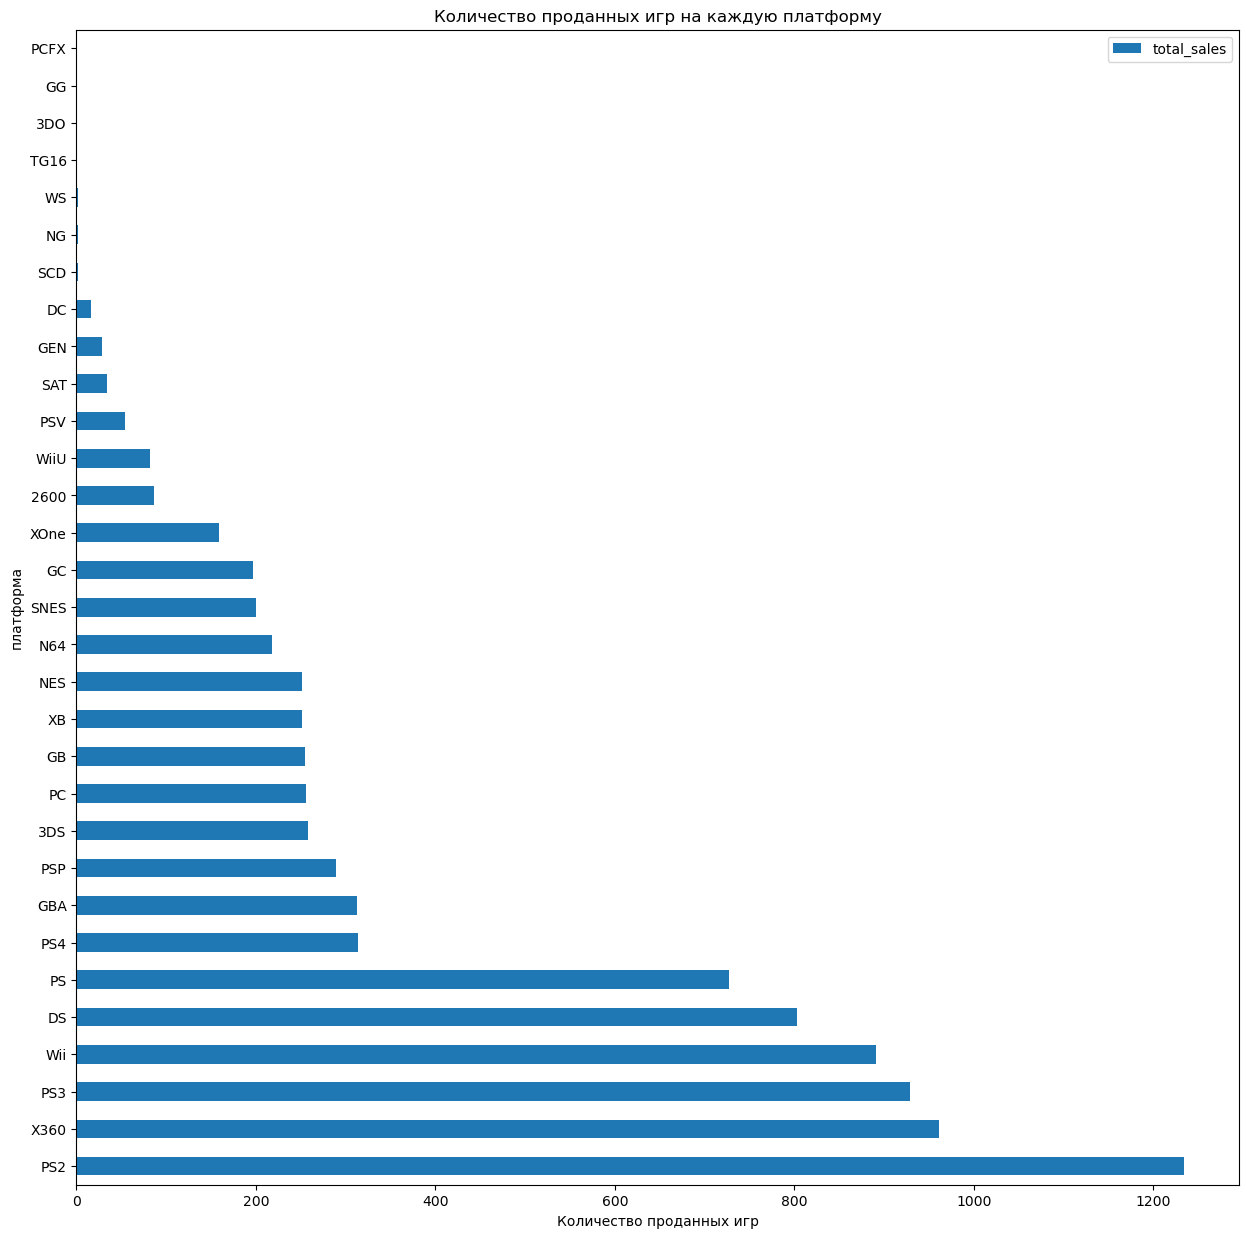 Количество проданных игр на каждую платформу
total_sales
платформа
PCFX
GG
3DO
TG16
WS
NG
SCD
DC
GEN
SAT
PSV
WiiU
2600
XOne
GC
SNES
N64
NES
XB
GB
PC
3DS
PSP
GBA
PS4
PS
DS
Wii
PS3
X360
PS2
0 200 400 600 800 1000 1200
Количество проданных игр